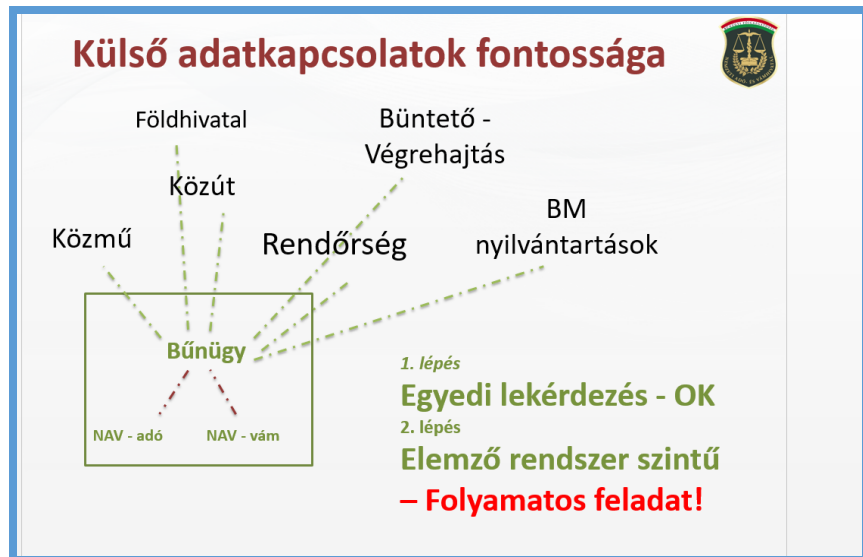 Külső adatkapcsolatok fontossága
Földhivatal
Büntető -
Végrehajtás
Közút
BM
nyilvántartások
Közmű
Rendőrség
Bűnügy
NAV - adó
NAV - vám
1. lépés
Egyedi lekérdezés - OK
2. lépés
Elemző rendszer szintű
– Folyamatos feladat!